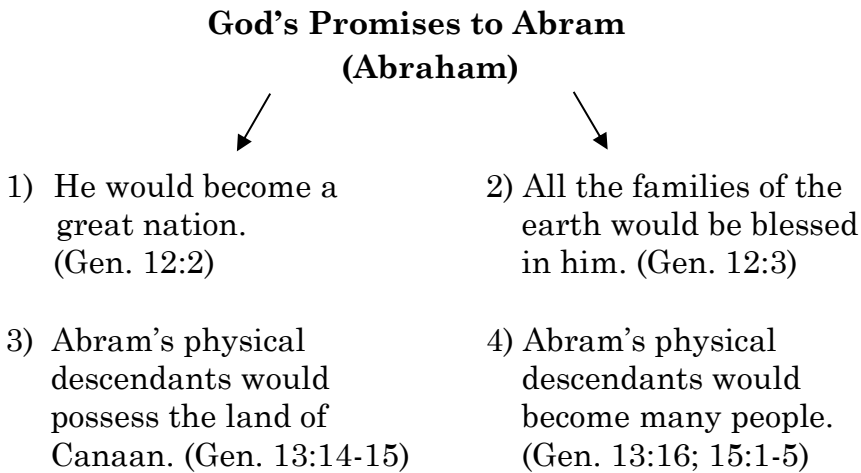 God’s Promises to Abram
(Abraham)
1) He would become a
great nation.
(Gen. 12:2)
2) All the families of the
earth would be blessed
in him. (Gen. 12:3)
3) Abram’s physical
descendants would
possess the land of
Canaan. (Gen. 13:14-15)
4) Abram’s physical
descendants would
become many people.
(Gen. 13:16; 15:1-5)